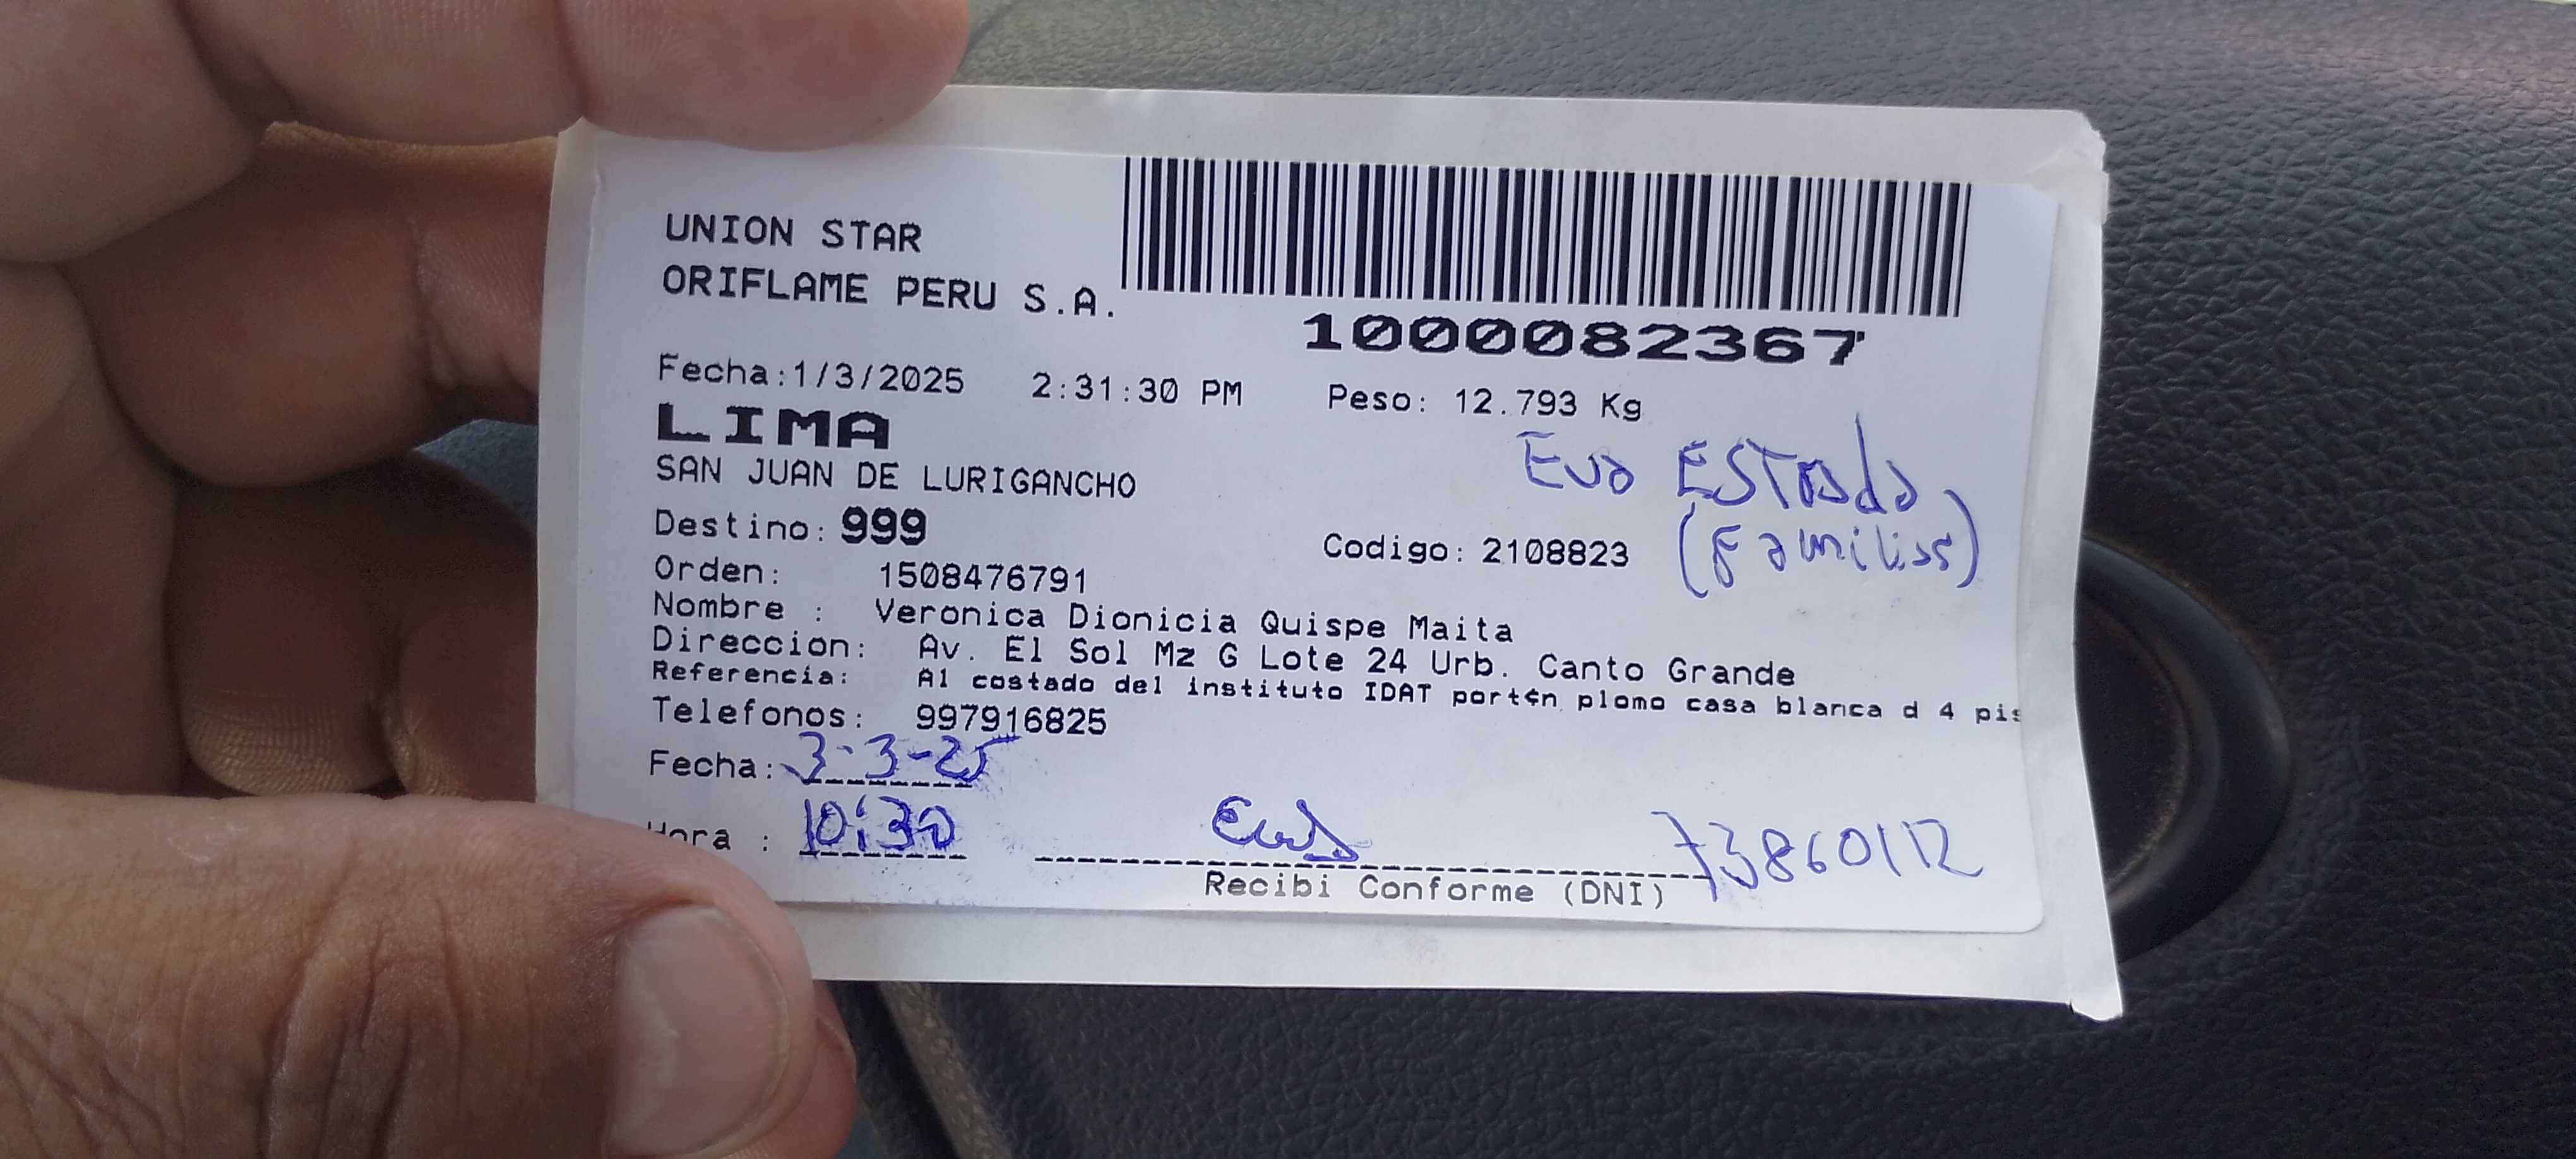 UNION STAR
ORIFLAME PERU S.A.
1000082367
Fecha:1/3/2025 2:31:30 PM Peso: 12.793 Kg
LIMA
SAN JUAN DE LURIGANCHO
Eva ESTRada
(Familiar)
Destino: 999
Codigo: 2108823
Orden: 1508476791
Nombre : Veronica Dionicia Quispe Maita
Direccion: Av. El Sol Mz G Lote 24 Urb. Canto Grande
Referencia: Al costado del instituto IDAT port¢n plomo casa blanca d 4 pis
Telefonos: 997916825
Fecha: 3-3-25
Hora : 10:30 Eva 73860112
Recibi Conforme (DNI)